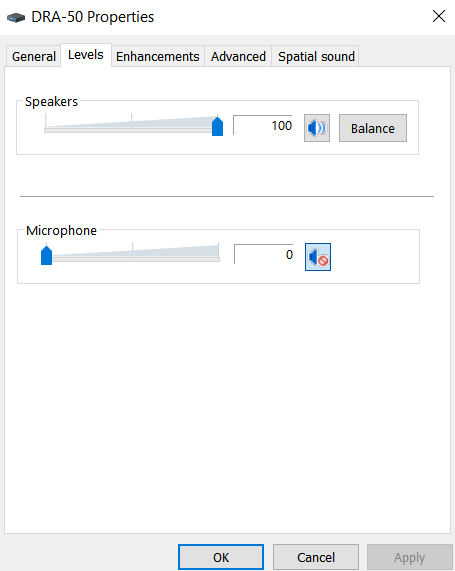 DRA-50 Properties
General Levels Enhancements Advanced Spatial sound
Speakers
100 Balance
Microphone
0
OK Cancel Apply